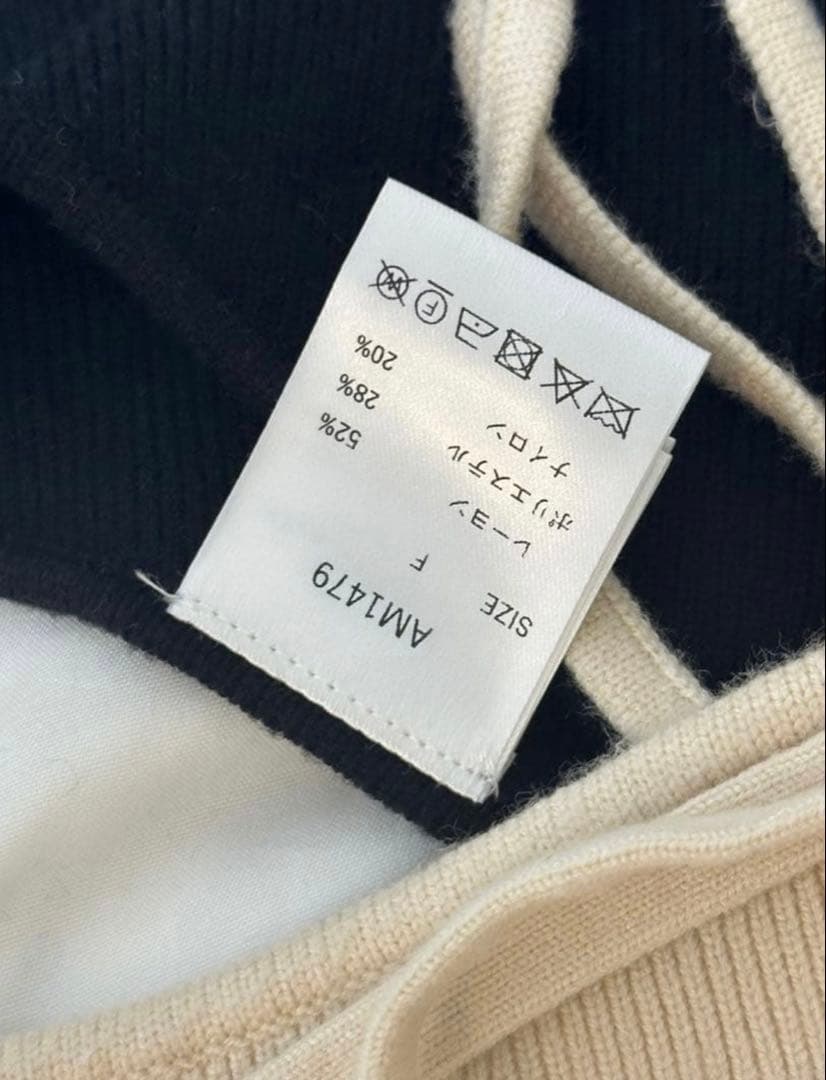 AM1479
SIZE F
レーヨン 52%
ポリエステル 28%
ナイロン 20%
F W